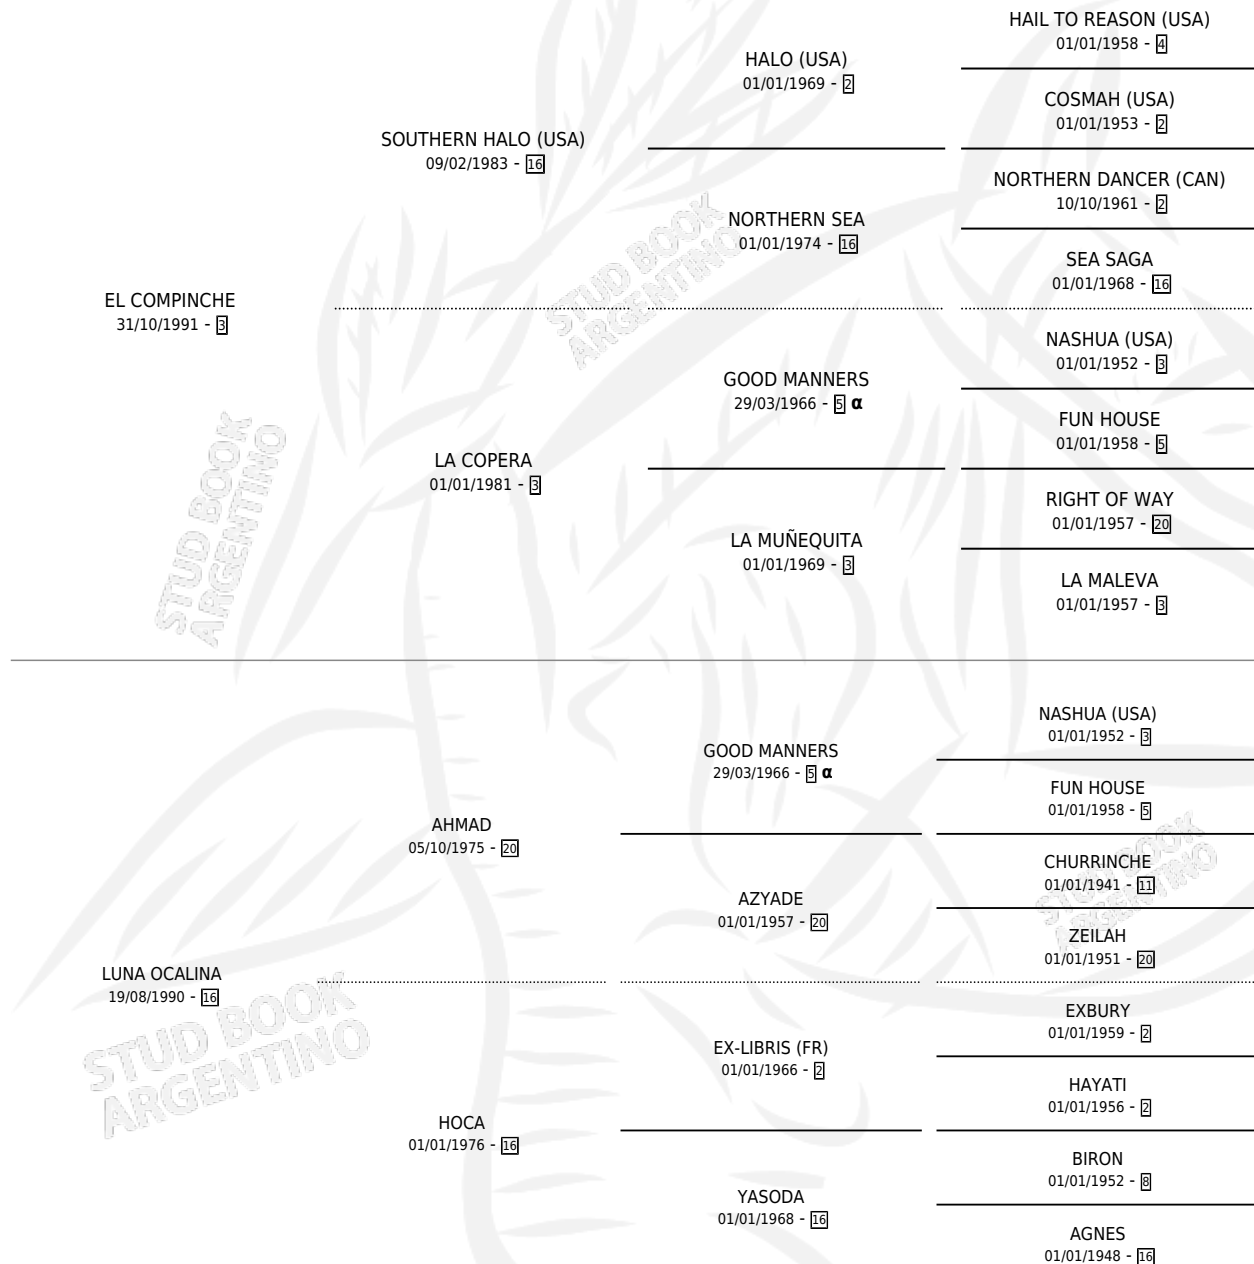 HAIL TO REASON (USA)
01/01/1958 - 4
HALO (USA)
01/01/1969 - 2
COSMAH (USA)
01/01/1953 - 2
SOUTHERN HALO (USA)
09/02/1983 - 16
NORTHERN DANCER (CAN)
10/10/1961 - 2
NORTHERN SEA
01/01/1974 - 16
SEA SAGA
01/01/1968 - 16
EL COMPINCHE
31/10/1991 - 3
NASHUA (USA)
01/01/1952 - 3
GOOD MANNERS
29/03/1966 - 5 α
FUN HOUSE
01/01/1958 - 5
LA COPERA
01/01/1981 - 3
RIGHT OF WAY
01/01/1957 - 20
LA MUÑEQUITA
01/01/1969 - 3
LA MALEVA
01/01/1957 - 3
NASHUA (USA)
01/01/1952 - 3
GOOD MANNERS
29/03/1966 - 5 α
FUN HOUSE
01/01/1958 - 5
AHMAD
05/10/1975 - 20
CHURRINCHE
01/01/1941 - 11
AZYADE
01/01/1957 - 20
ZEILAH
01/01/1951 - 20
LUNA OCALINA
19/08/1990 - 16
EXBURY
01/01/1959 - 2
EX-LIBRIS (FR)
01/01/1966 - 2
HAYATI
01/01/1956 - 2
HOCA
01/01/1976 - 16
BIRON
01/01/1952 - 8
YASODA
01/01/1968 - 16
AGNES
01/01/1948 - 16
STUD BOOK
ARGENTINO
STUD BOOK
ARGENTINO
STUD BOOK
ARGENTINO
STUD BOOK
ARGENTINO